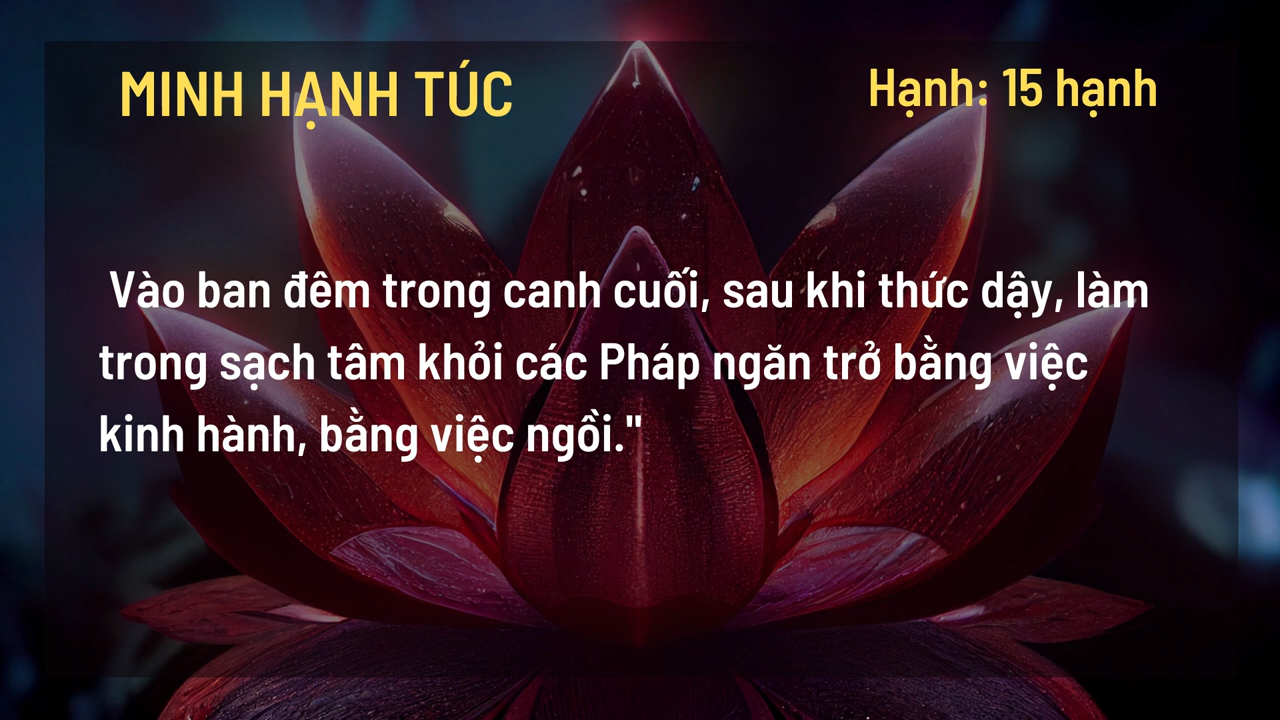 MINH HẠNH TÚC
Hạnh: 15 hạnh
Vào ban đêm trong canh cuối, sau khi thức dậy, làm
trong sạch tâm khỏi các Pháp ngăn trở bằng việc
kinh hành, bằng việc ngồi."